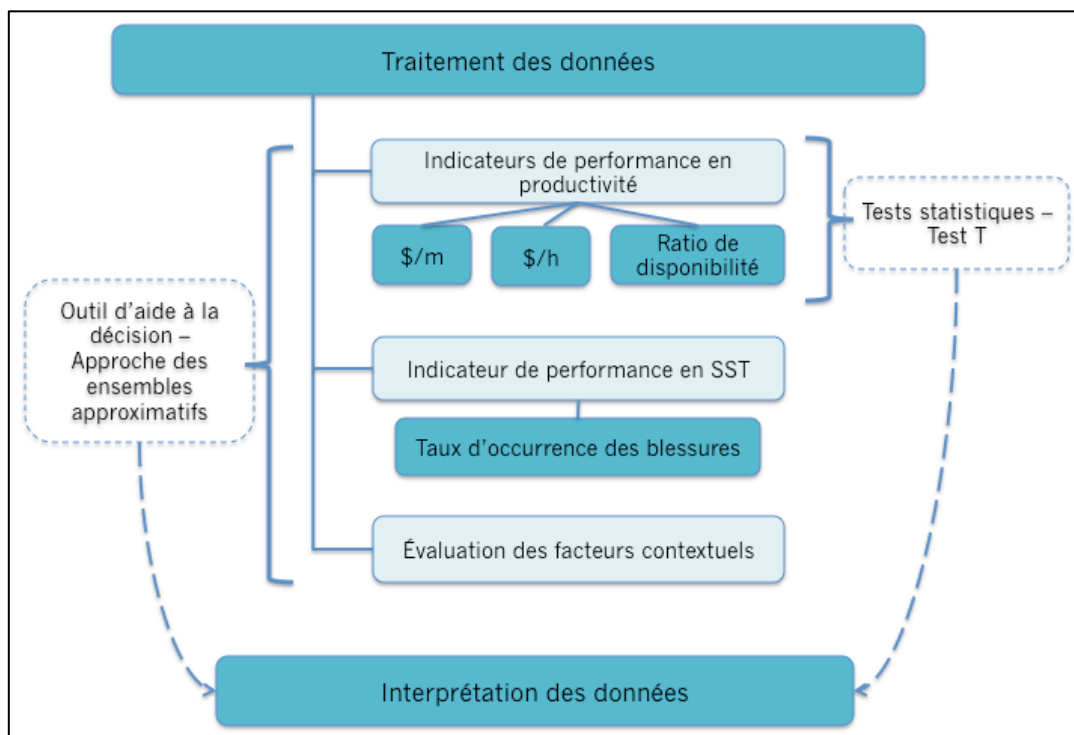 Traitement des données
Indicateurs de performance en
productivité
$/m
$/h
Ratio de
disponibilité
Tests statistiques –
Test T
Outil d'aide à la
décision –
Approche des
ensembles
approximatifs
Indicateur de performance en SST
Taux d'occurrence des blessures
Évaluation des facteurs contextuels
Interprétation des données